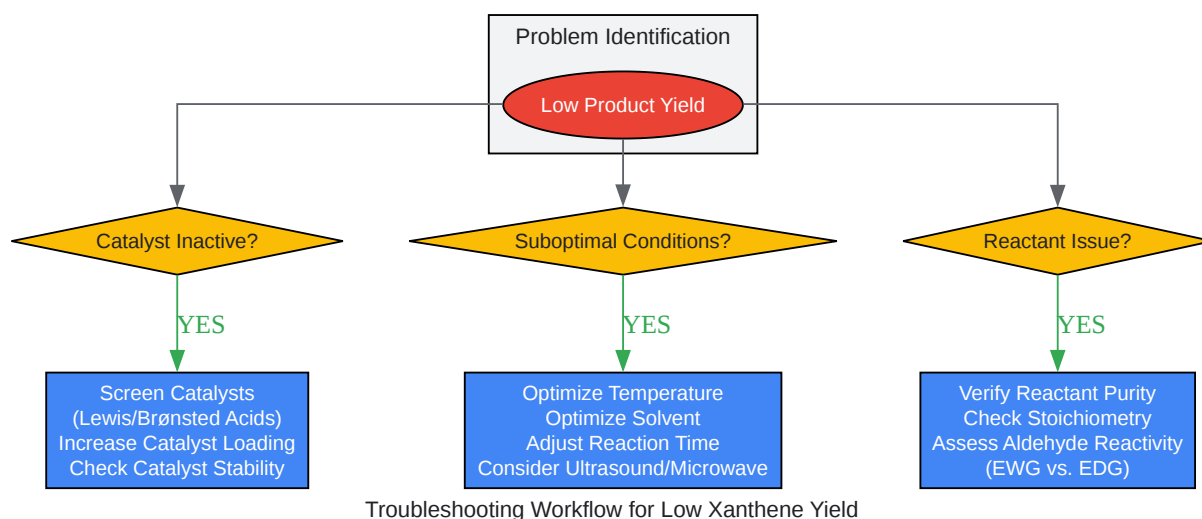 Problem Identification
Low Product Yield
Catalyst Inactive?
Suboptimal Conditions?
Reactant Issue?
YES
YES
YES
Screen Catalysts
(Lewis/Brønsted Acids)
Increase Catalyst Loading
Check Catalyst Stability
Optimize Temperature
Optimize Solvent
Adjust Reaction Time
Consider Ultrasound/Microwave
Verify Reactant Purity
Check Stoichiometry
Assess Aldehyde Reactivity
(EWG vs. EDG)
Troubleshooting Workflow for Low Xanthene Yield